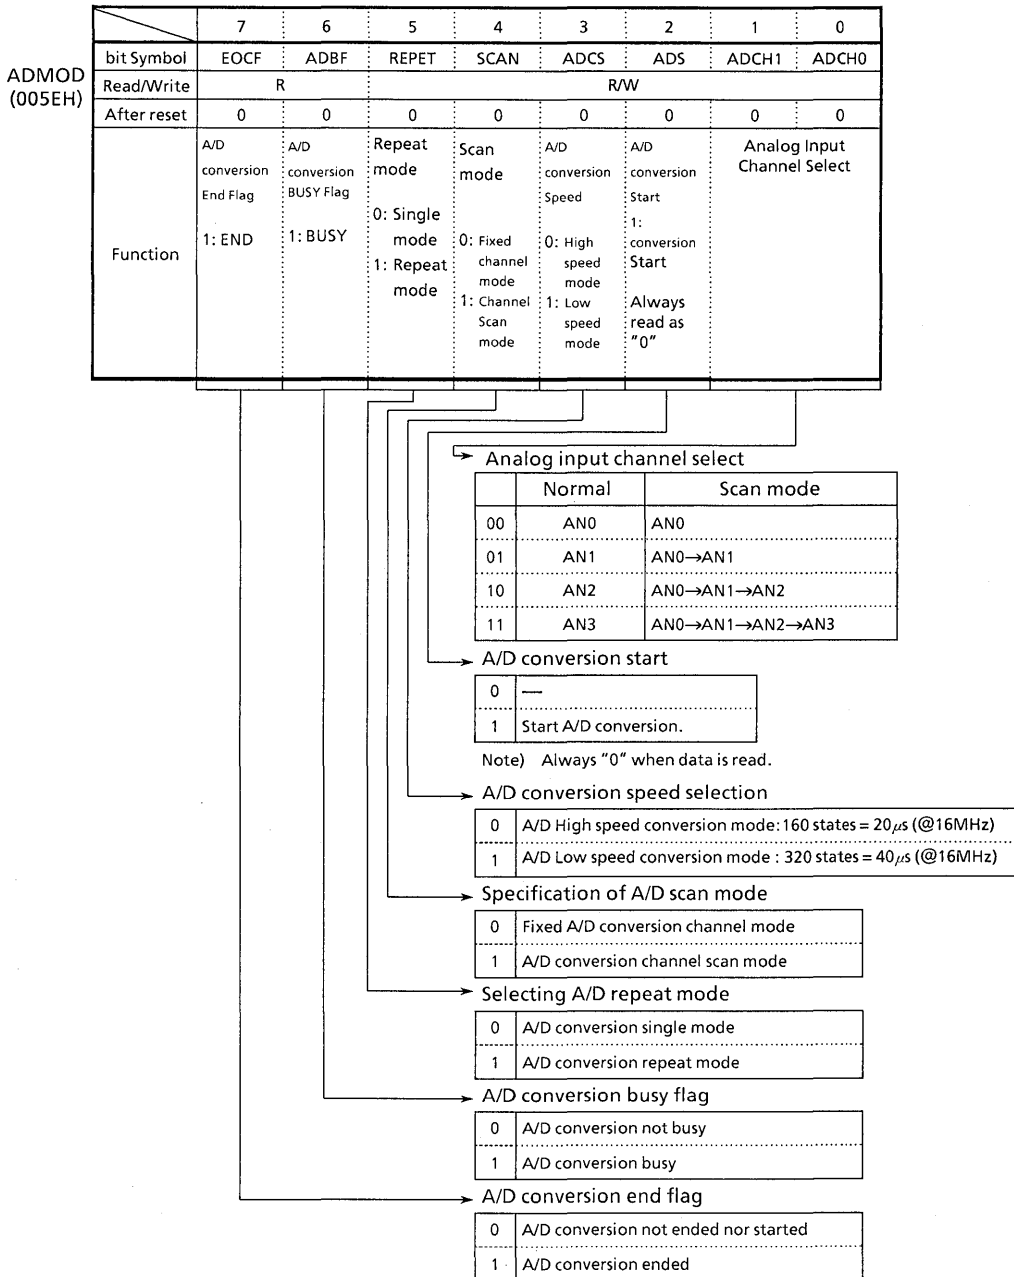 7 6 5 4 3 2 1 0
bit Symbol EOCF ADBF REPET SCAN ADCS ADS ADCH1 ADCH0
ADMOD
(005EH)
Read/Write R R/W
After reset 0 0 0 0 0 0 0 0
Function
A/D
conversion
End Flag
1: END
A/D
conversion
BUSY Flag
1: BUSY
Repeat
mode
0: Single
mode
1: Repeat
mode
Scan
mode
0: Fixed
channel
mode
1: Channel
Scan
mode
A/D
conversion
Speed
0: High
speed
mode
1: Low
speed
mode
A/D
conversion
Start
1:
conversion
Start
Always
read as
"0"
Analog Input
Channel Select
Analog input channel select
Normal Scan mode
00 AN0 AN0
01 AN1 AN0→AN1
10 AN2 AN0→AN1→AN2
11 AN3 AN0→AN1→AN2→AN3
A/D conversion start
0 —
1 Start A/D conversion.
Note) Always "0" when data is read.
A/D conversion speed selection
0 A/D High speed conversion mode: 160 states = 20μs (@16MHz)
1 A/D Low speed conversion mode : 320 states = 40μs (@16MHz)
Specification of A/D scan mode
0 Fixed A/D conversion channel mode
1 A/D conversion channel scan mode
Selecting A/D repeat mode
0 A/D conversion single mode
1 A/D conversion repeat mode
A/D conversion busy flag
0 A/D conversion not busy
1 A/D conversion busy
A/D conversion end flag
0 A/D conversion not ended nor started
1 A/D conversion ended